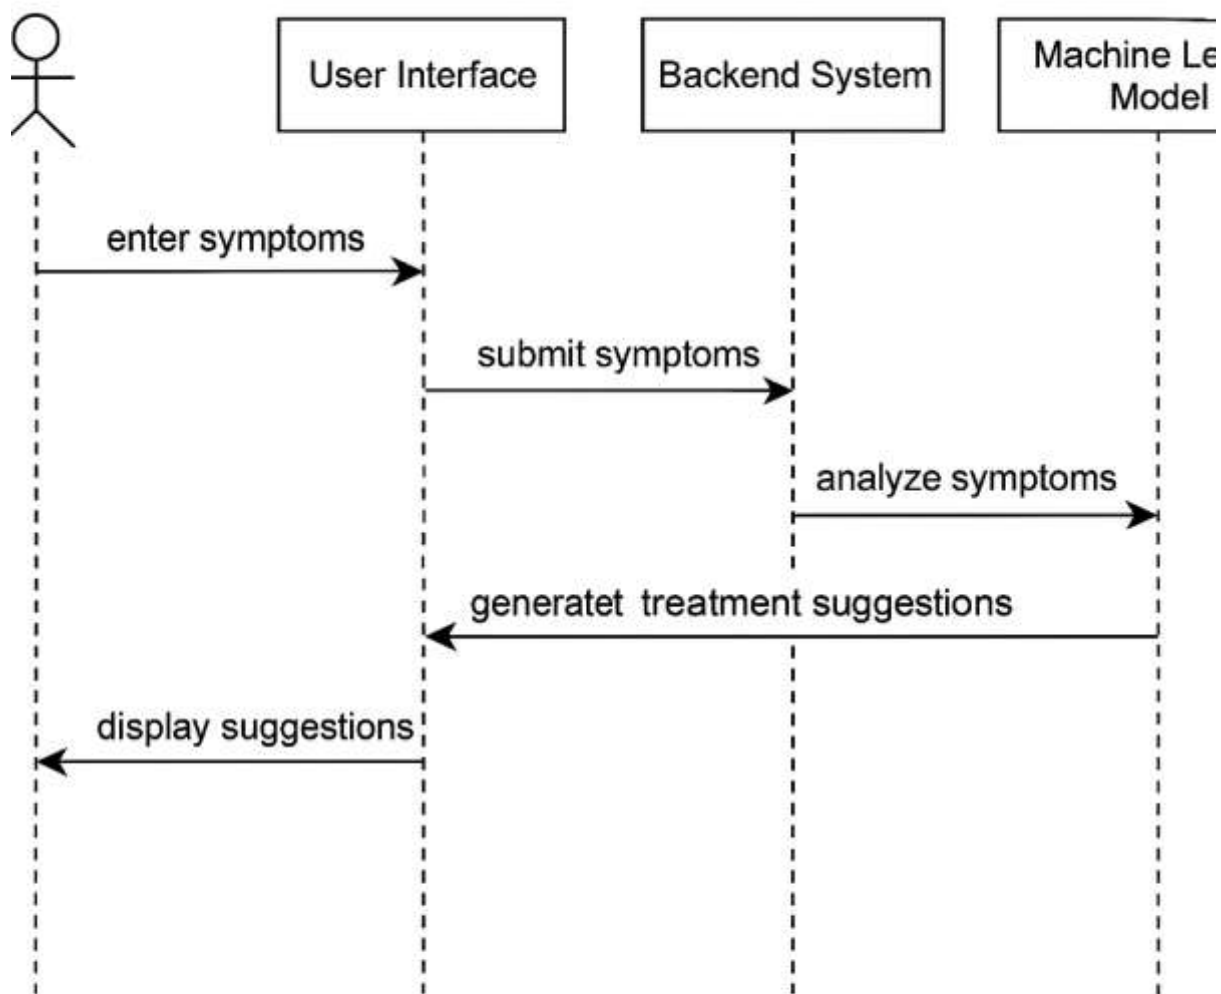 User Interface
Backend System
Machine Le
Model
enter symptoms
submit symptoms
analyze symptoms
generatet treatment suggestions
display suggestions